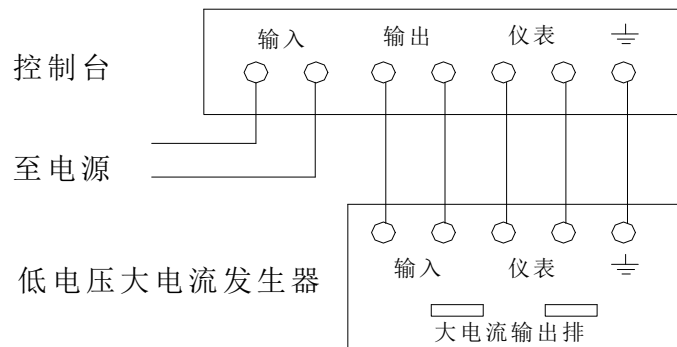 输入 输出 仪表
控制台
至电源
输入 仪表
低电压大电流发生器
大电流输出排